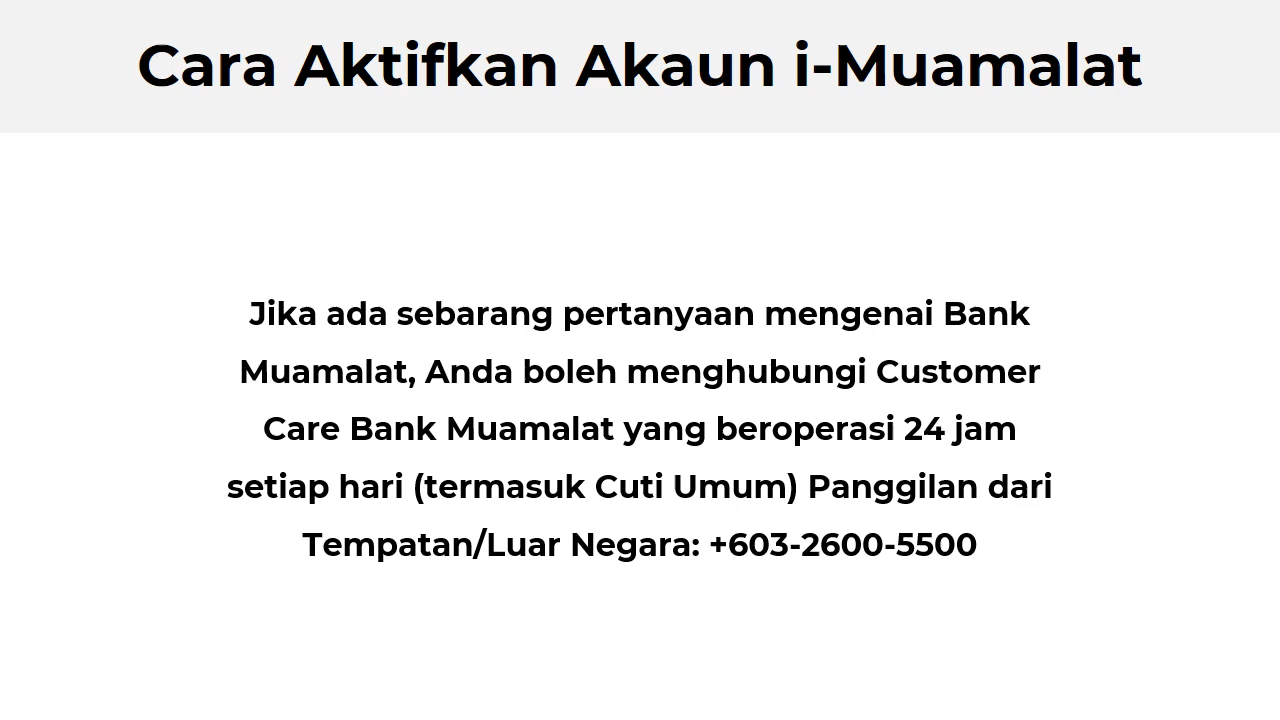 Cara Aktifkan Akaun i-Muamalat
Jika ada sebarang pertanyaan mengenai Bank
Muamalat, Anda boleh menghubungi Customer
Care Bank Muamalat yang beroperasi 24 jam
setiap hari (termasuk Cuti Umum) Panggilan dari
Tempatan/Luar Negara: +603-2600-5500